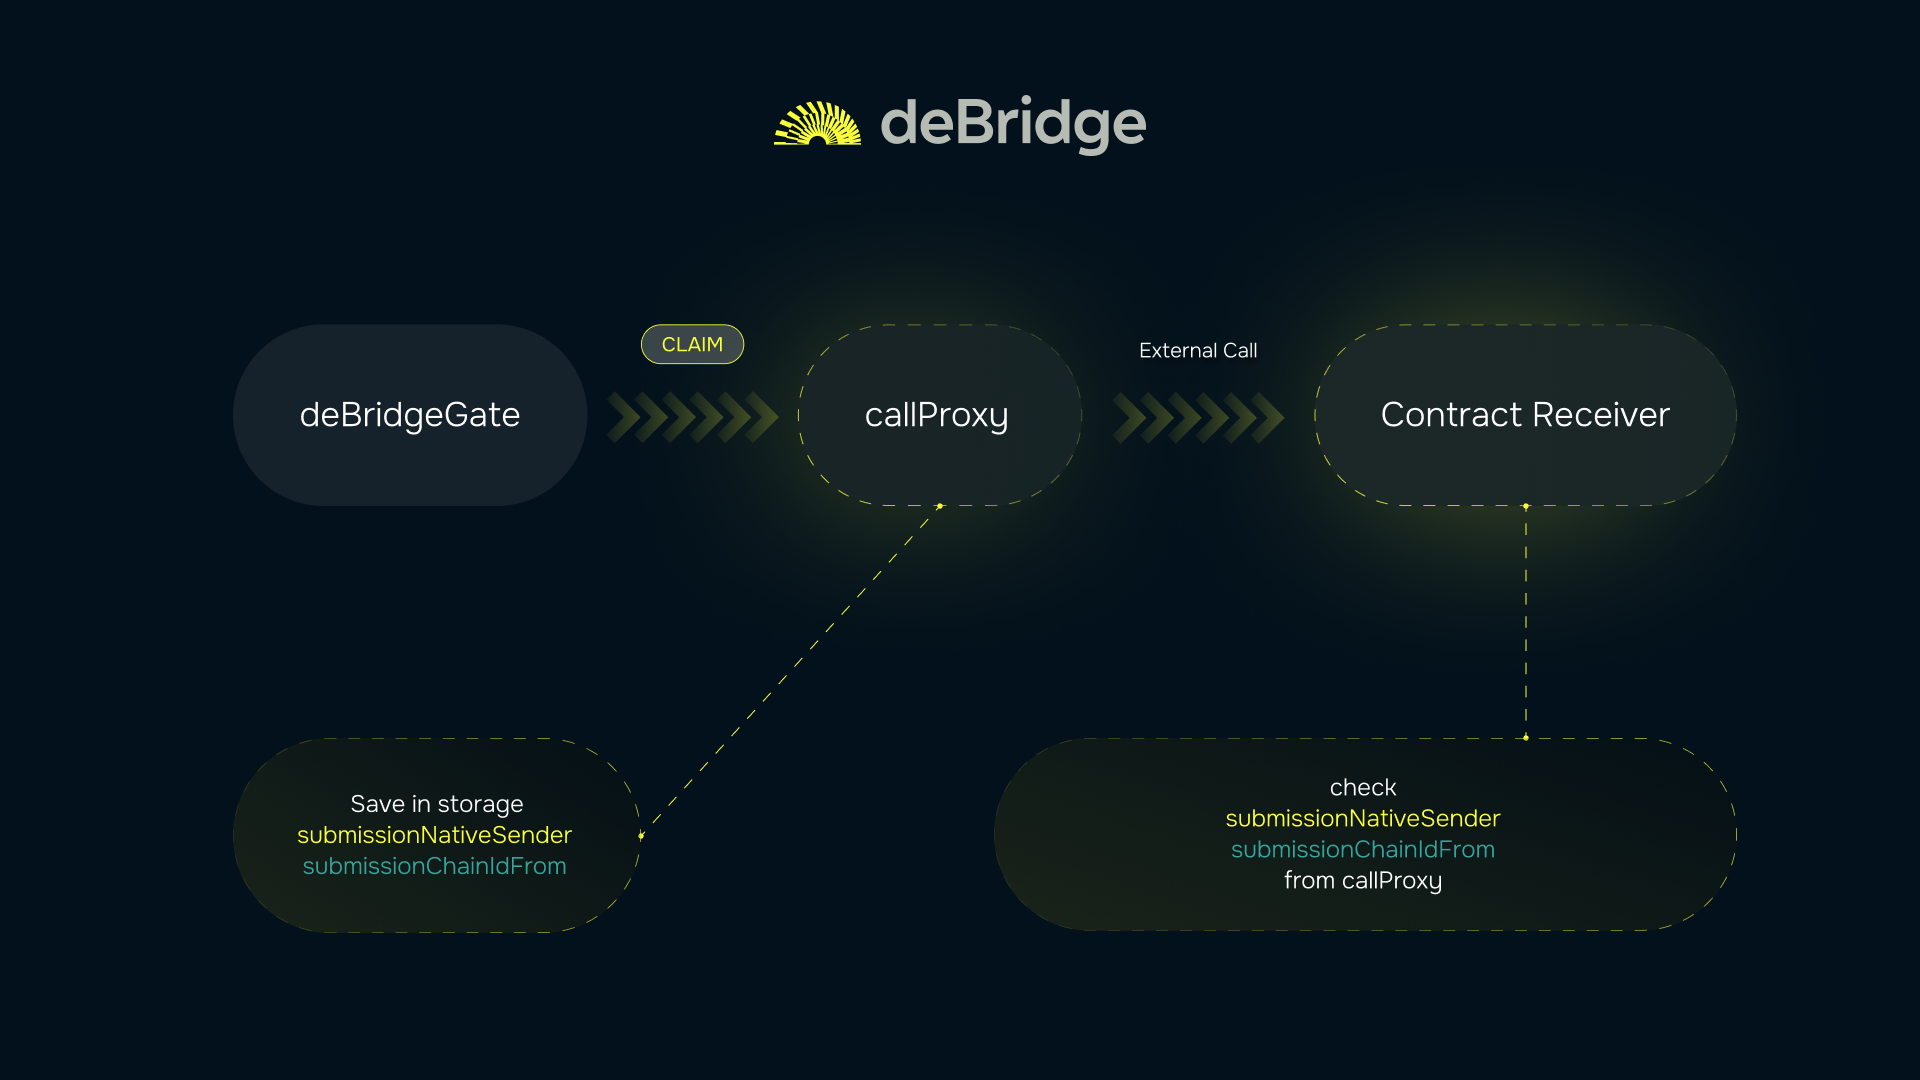 deBridge
deBridgeGate
CLAIM
callProxy
External Call
Contract Receiver
Save in storage
submissionNativeSender
submissionChainIdFrom
check
submissionNativeSender
submissionChainIdFrom
from callProxy